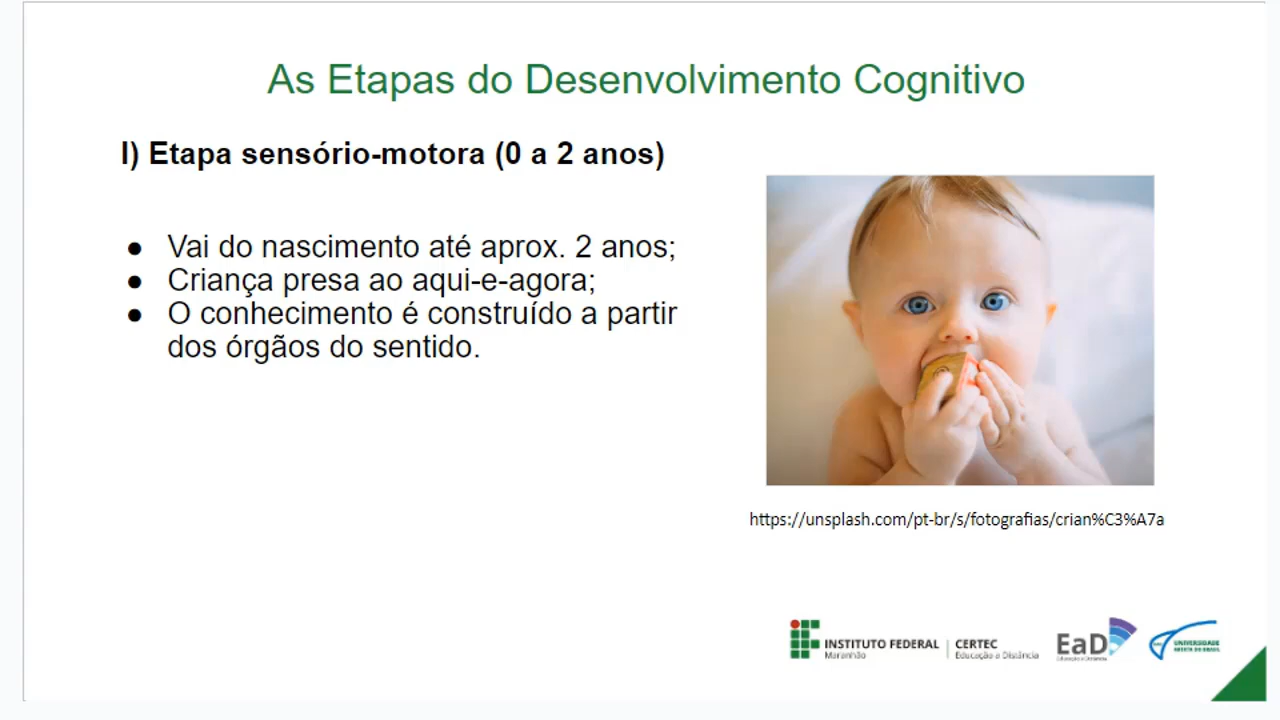 As Etapas do Desenvolvimento Cognitivo
I) Etapa sensório-motora (0 a 2 anos)
● Vai do nascimento até aprox. 2 anos;
● Criança presa ao aqui-e-agora;
● O conhecimento é construído a partir
dos órgãos do sentido.
https://unsplash.com/pt-br/s/fotografias/crian%C3%A7a
INSTITUTO FEDERAL
Maranhão
CERTEC
Educação a Distância
EaD
Educação a Distância
UNIVERSIDADE
ABERTA DO BRASIL